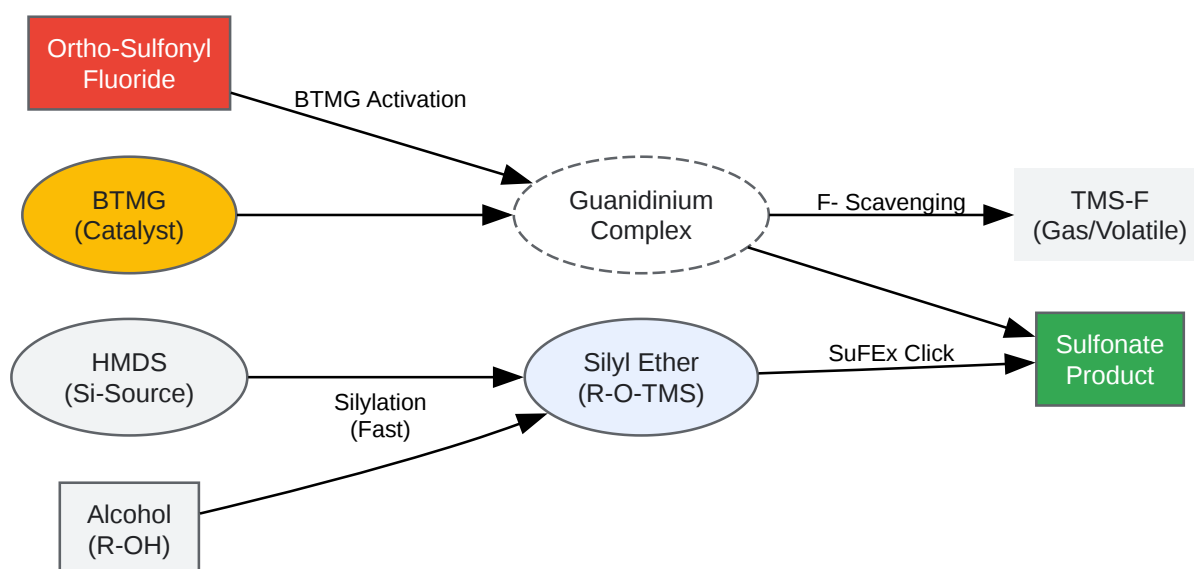 Ortho-Sulfonyl
Fluoride
BTMG Activation
BTMG
(Catalyst)
Guanidinium
Complex
F- Scavenging
TMS-F
(Gas/Volatile)
HMDS
(Si-Source)
Silylation
(Fast)
Silyl Ether
(R-O-TMS)
SuFEx Click
Sulfonate
Product
Alcohol
(R-OH)